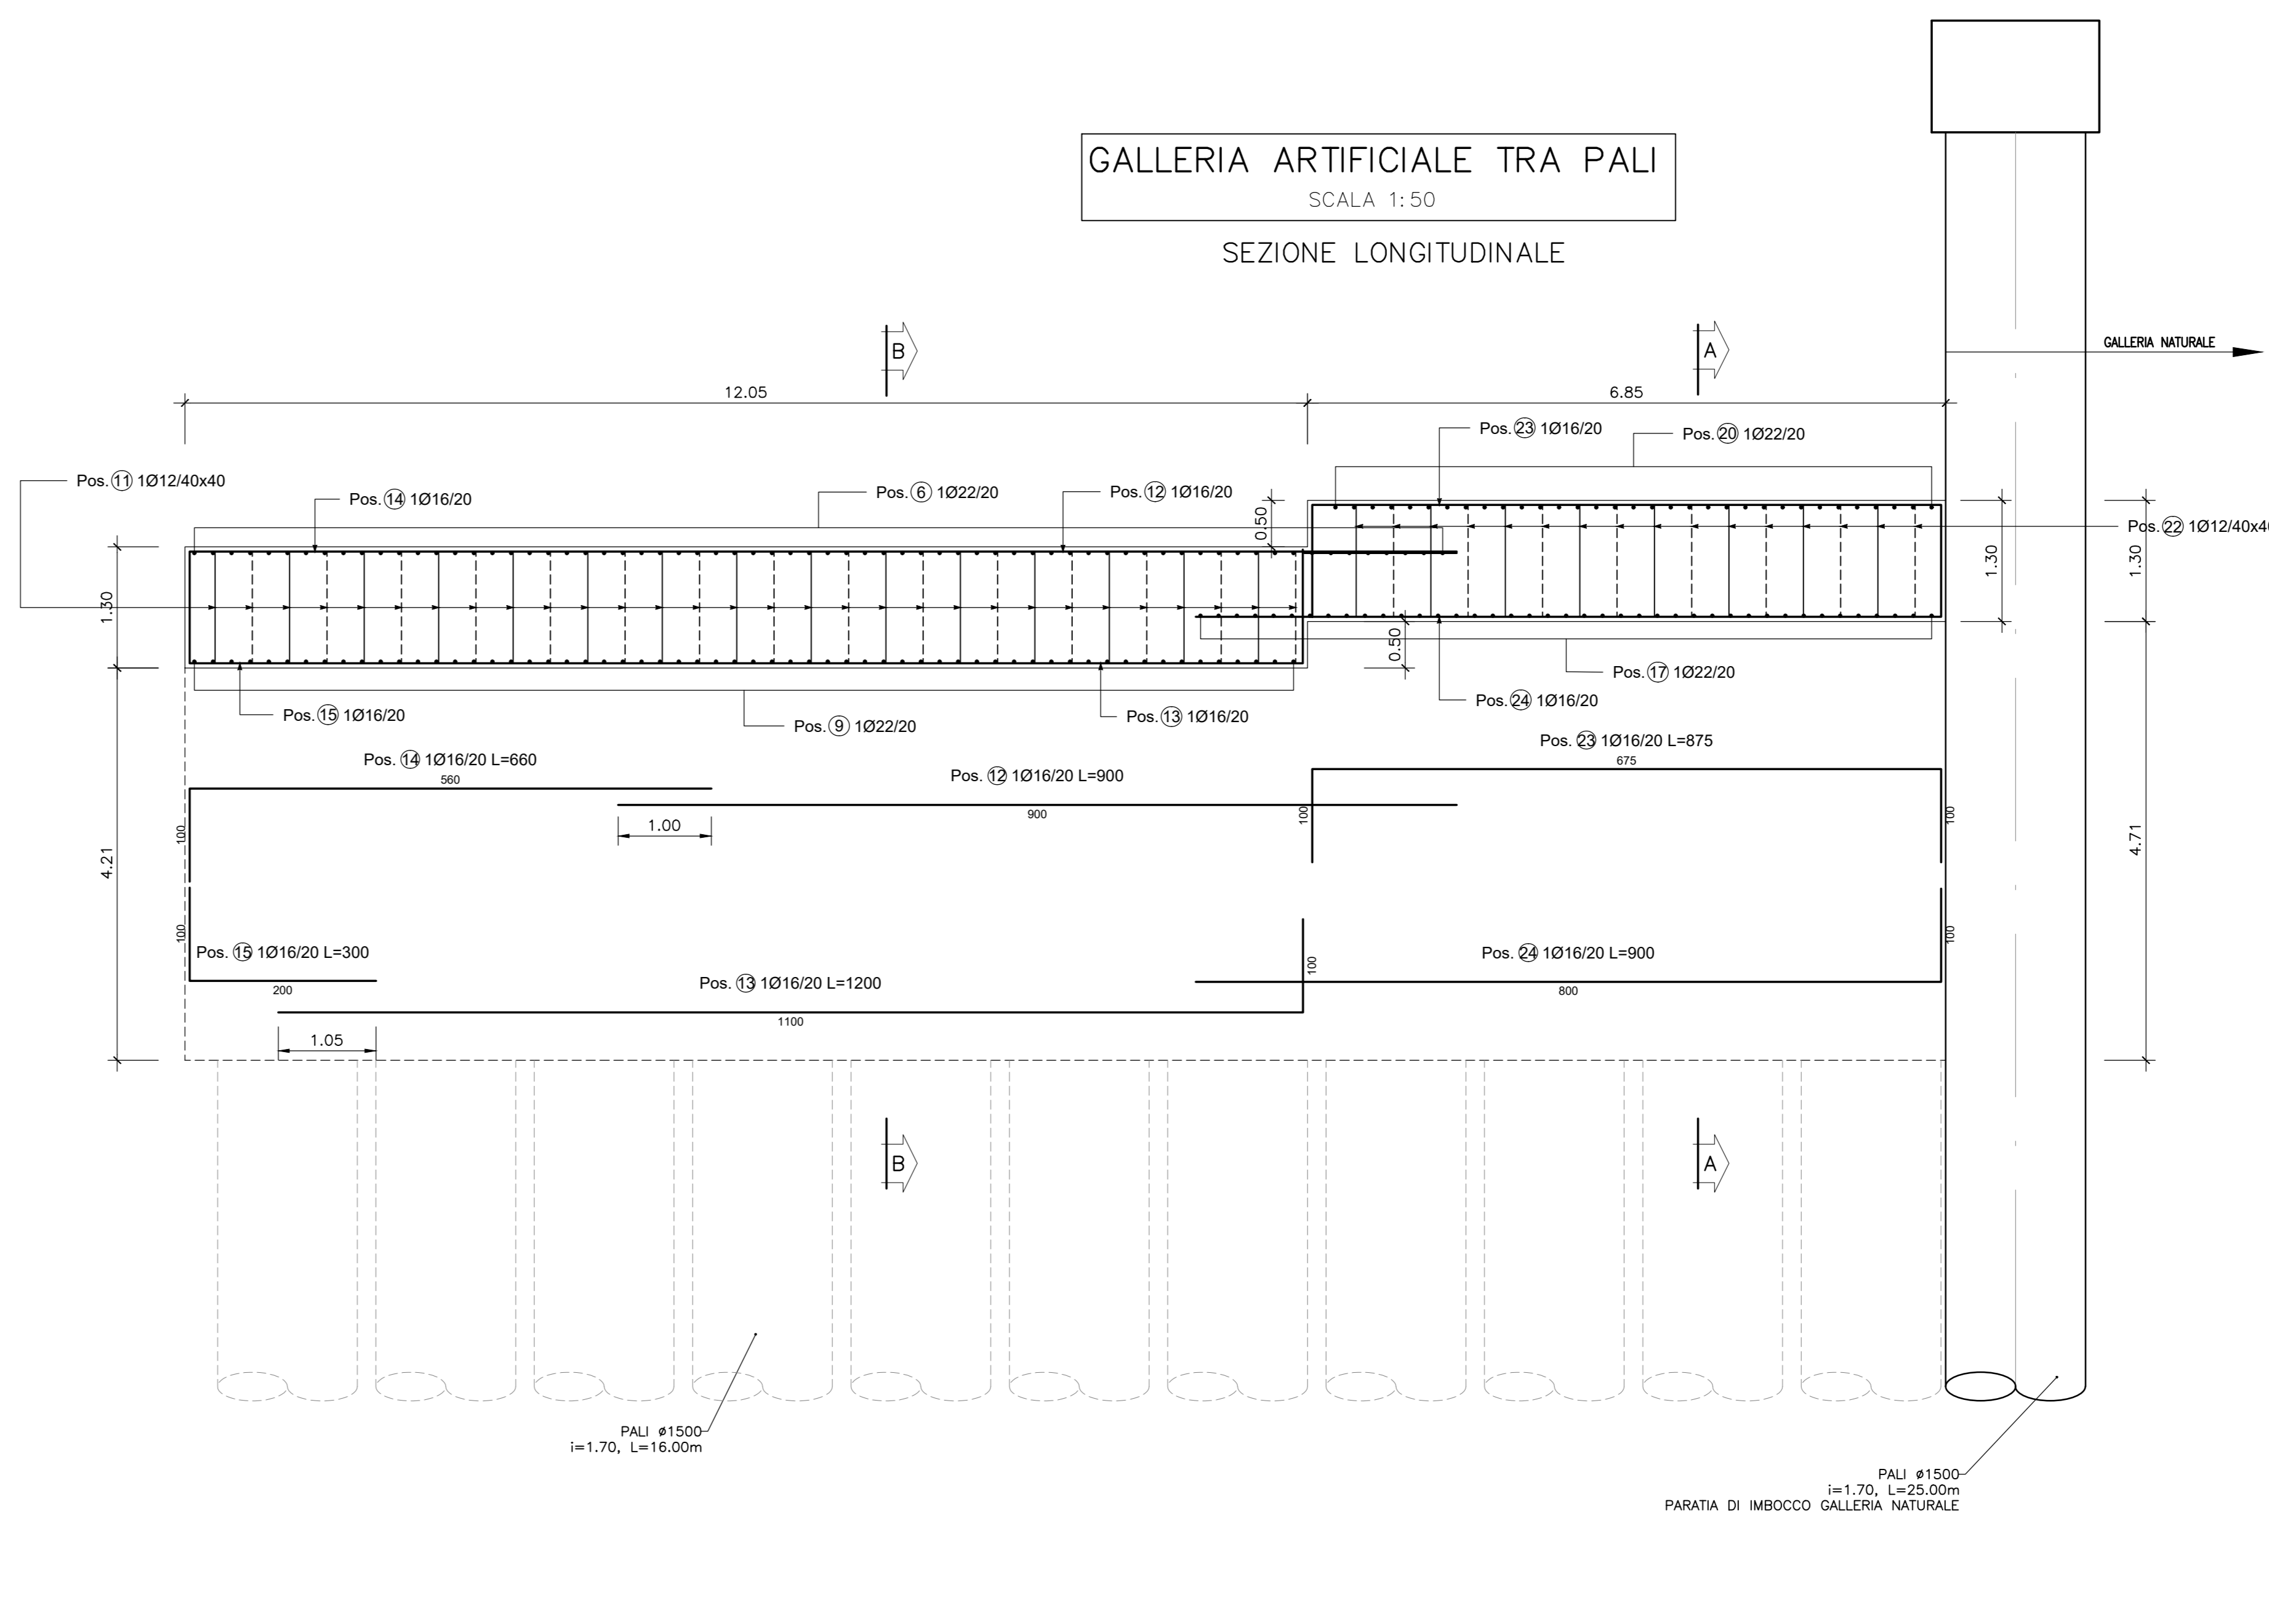 GALLERIA ARTIFICIALE TRA PALI
SCALA 1:50
SEZIONE LONGITUDINALE
B
A
GALLERIA NATURALE
12.05
6.85
Pos. 23 1Ø16/20
Pos. 20 1Ø22/20
Pos. 11 1Ø12/40x40
Pos. 14 1Ø16/20
Pos. 6 1Ø22/20
Pos. 12 1Ø16/20
0.50
Pos. 22 1Ø12/40x4
1.30
1.30
1.30
0.50
Pos. 17 1Ø22/20
Pos. 24 1Ø16/20
Pos. 15 1Ø16/20
Pos. 9 1Ø22/20
Pos. 13 1Ø16/20
Pos. 23 1Ø16/20 L=875
675
Pos. 14 1Ø16/20 L=660
560
Pos. 12 1Ø16/20 L=900
900
100
100
100
1.00
4.21
4.71
100
100
100
Pos. 15 1Ø16/20 L=300
200
Pos. 24 1Ø16/20 L=900
800
Pos. 13 1Ø16/20 L=1200
1100
1.05
B
A
PALI ø1500
i=1.70, L=16.00m
PALI ø1500
i=1.70, L=25.00m
PARATIA DI IMBOCCO GALLERIA NATURALE